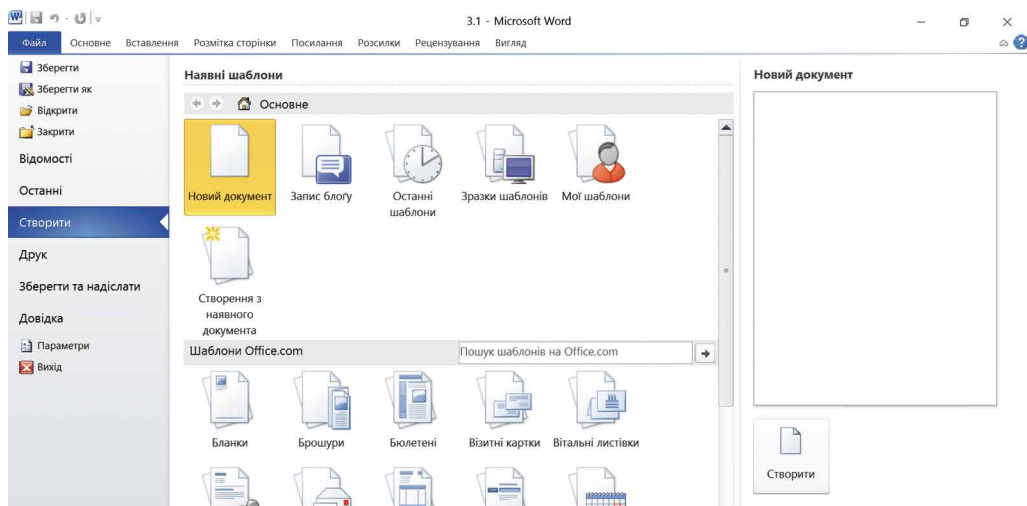 3.1 - Microsoft Word
Файл Основне Вставлення Розмітка сторінки Посилання Розсилки Рецензування Вигляд
Зберегти
Зберегти як
Відкрити
Закрити
Відомості
Останні
Створити
Друк
Зберегти та надіслати
Довідка
Параметри
Вихід
Наявні шаблони
Основне
Новий документ Запис блоґу Останні шаблони Зразки шаблонів Мої шаблони
Створення з
наявного
документа
Шаблони Office.com Пошук шаблонів на Office.com
Бланки Брошури Бюлетені Візитні картки Вітальні листівки
Новий документ
Створити